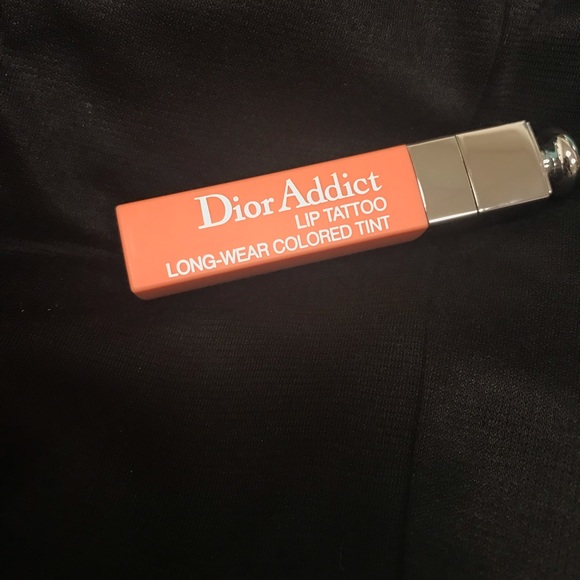 Dior Addict
LIP TATTOO
LONG-WEAR COLORED TINT